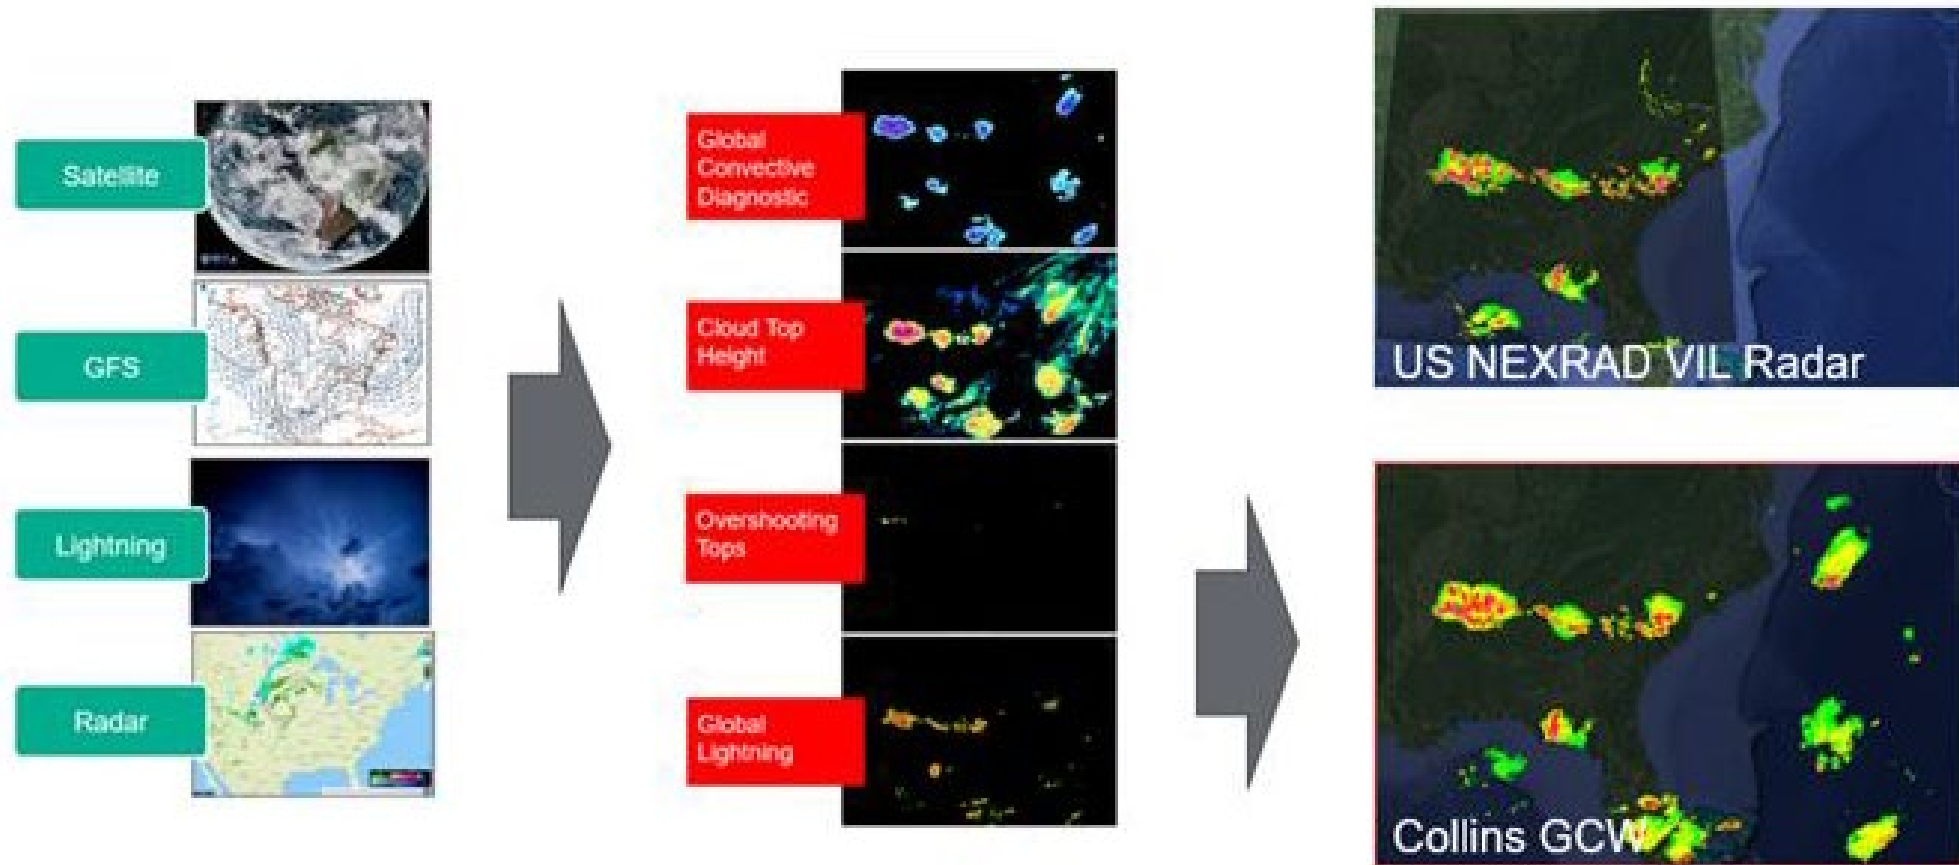 Satellite
GFS
Lightning
Radar
Global
Convective
Diagnostic
Cloud Top
Height
Overshooting
Tops
Global
Lightning
US NEXRAD VIL Radar
Collins GCW